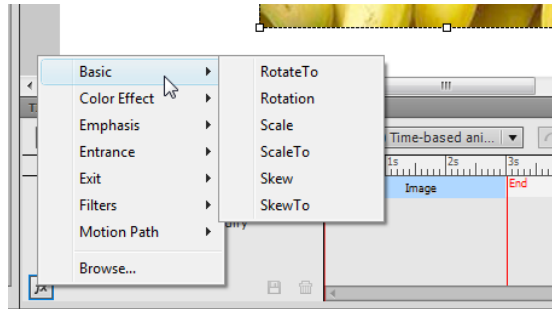 Basic
Color Effect
Emphasis
Entrance
Exit
Filters
Motion Path
Browse...
RotateTo
Rotation
Scale
ScaleTo
Skew
SkewTo
Time-based ani...
1s 2s 3s
Image
End
fx